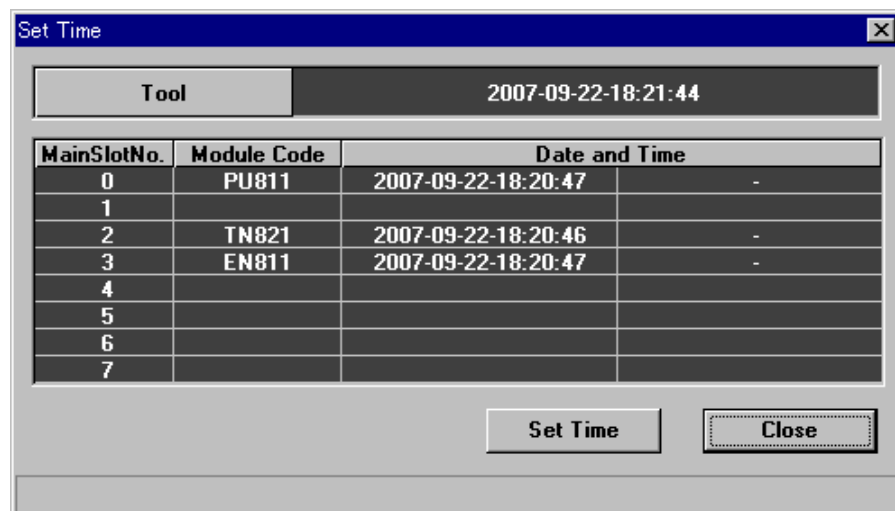 Set Time
Tool 2007-09-22-18:21:44
MainSlotNo. Module Code Date and Time
0 PU811 2007-09-22-18:20:47 -
1
2 TN821 2007-09-22-18:20:46 -
3 EN811 2007-09-22-18:20:47 -
4
5
6
7
Set Time Close